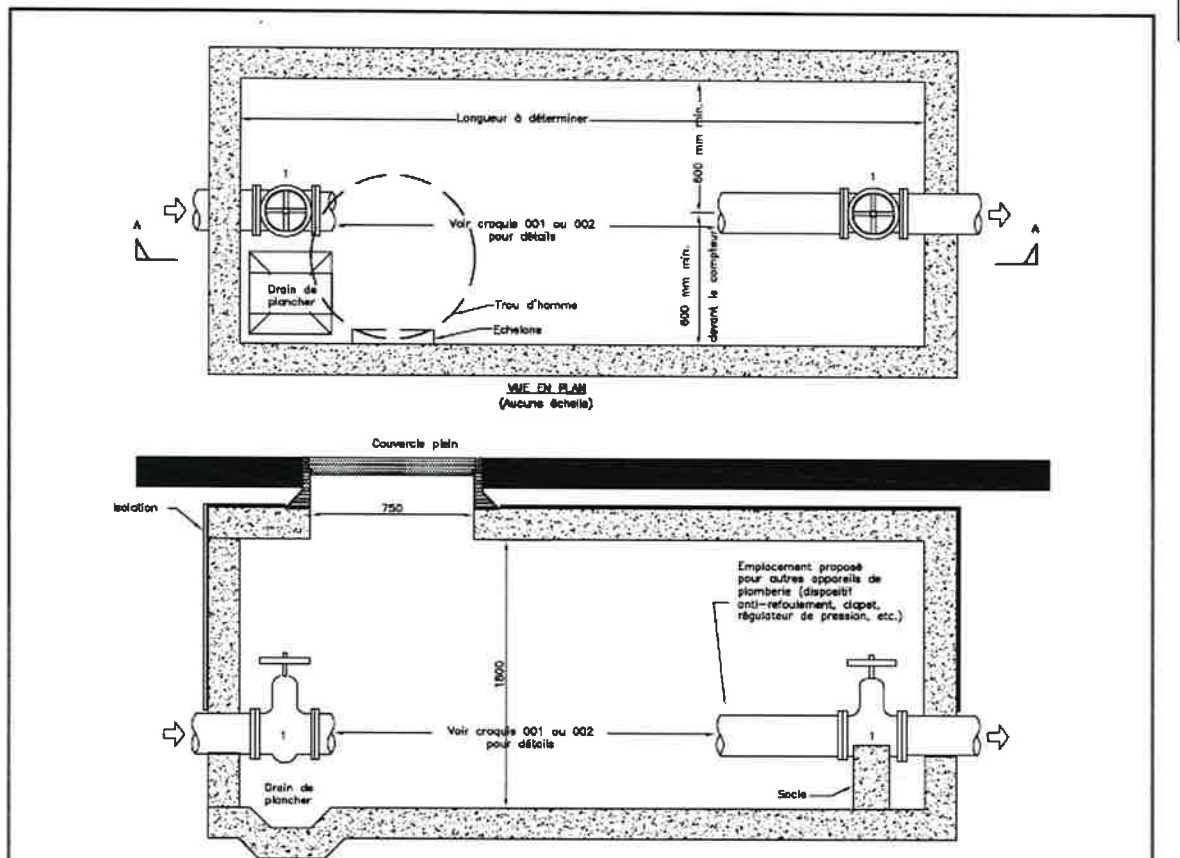 Longueur à déterminer
600 mm min.
1
1
A
A
Voir croquis 001 ou 002
pour détails
600 mm min.
devant le compteur
Drain de
plancher
Trou d'homme
Echelons
VUE EN PLAN
(Aucune échelle)
Couvercle plein
Isolation
750
Emplacement proposé
pour autres appareils de
plomberie (dispositif
anti-refoulement, clapet,
régulateur de pression, etc.)
1800
1
Voir croquis 001 ou 002
pour détails
1
Drain de
plancher
Socle